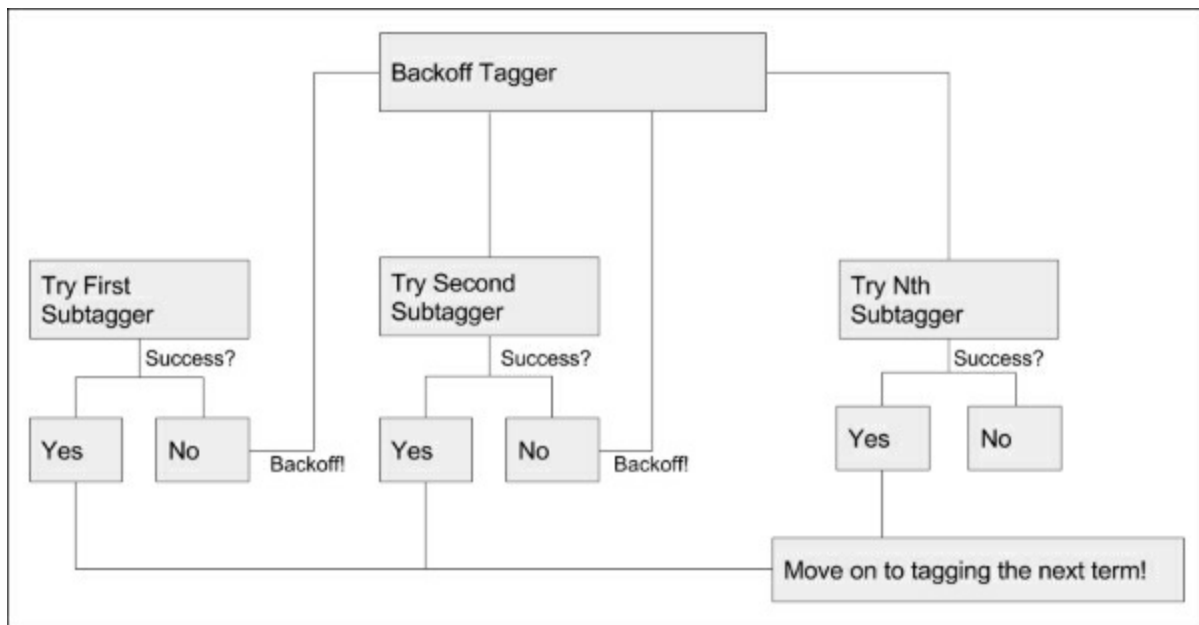 Backoff Tagger
Try First
Subtagger
Try Second
Subtagger
Try Nth
Subtagger
Success?
Success?
Success?
Yes
No
Backoff!
Yes
No
Backoff!
Yes
No
Move on to tagging the next term!